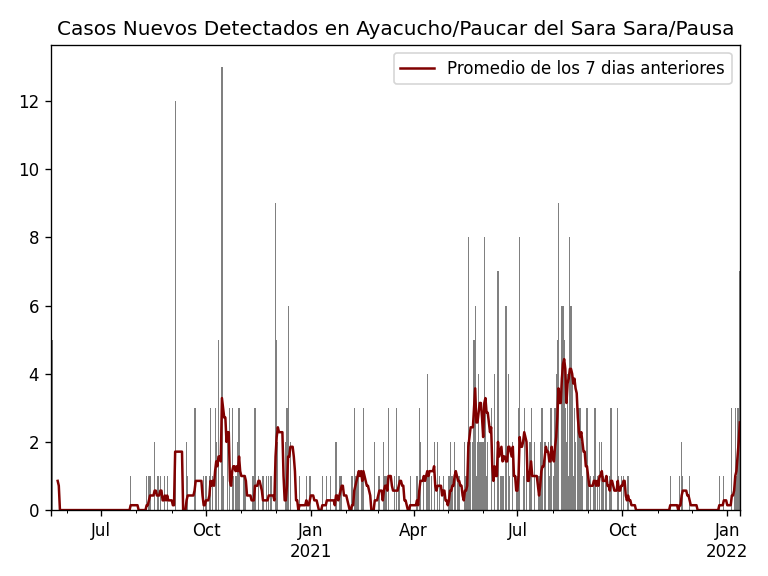 Casos Nuevos Detectados en Ayacucho/Paucar del Sara Sara/Pausa
Promedio de los 7 dias anteriores
12
10
8
6
4
2
0
Jul
Oct
Jan
2021
Apr
Jul
Oct
Jan
2022